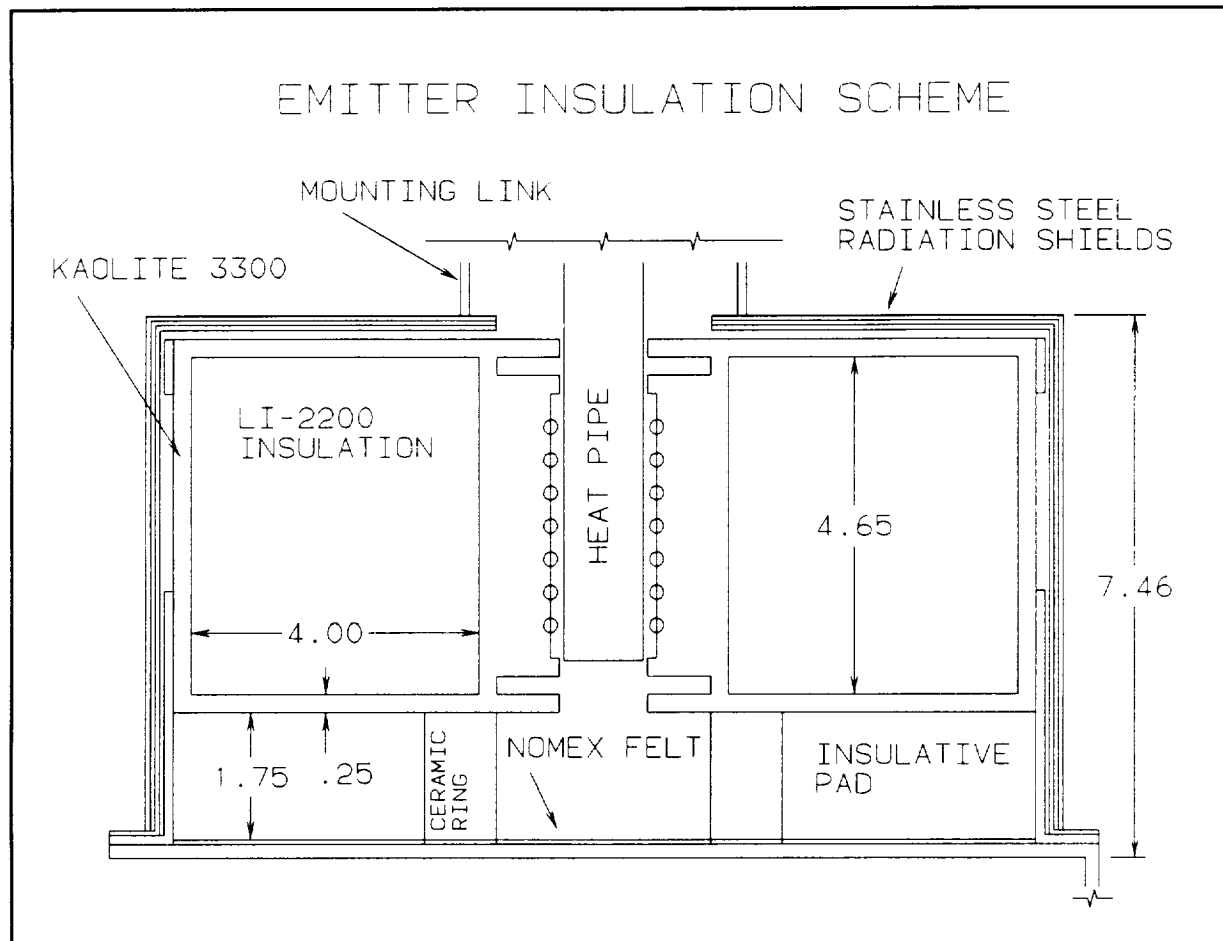 EMITTER INSULATION SCHEME
MOUNTING LINK
STAINLESS STEEL
RADIATION SHIELDS
KAOLITE 3300
LI-2200
INSULATION
HEAT PIPE
4.65
7.46
4.00
NOMEX FELT
INSULATIVE
PAD
1.75
.25
CERAMIC
RING